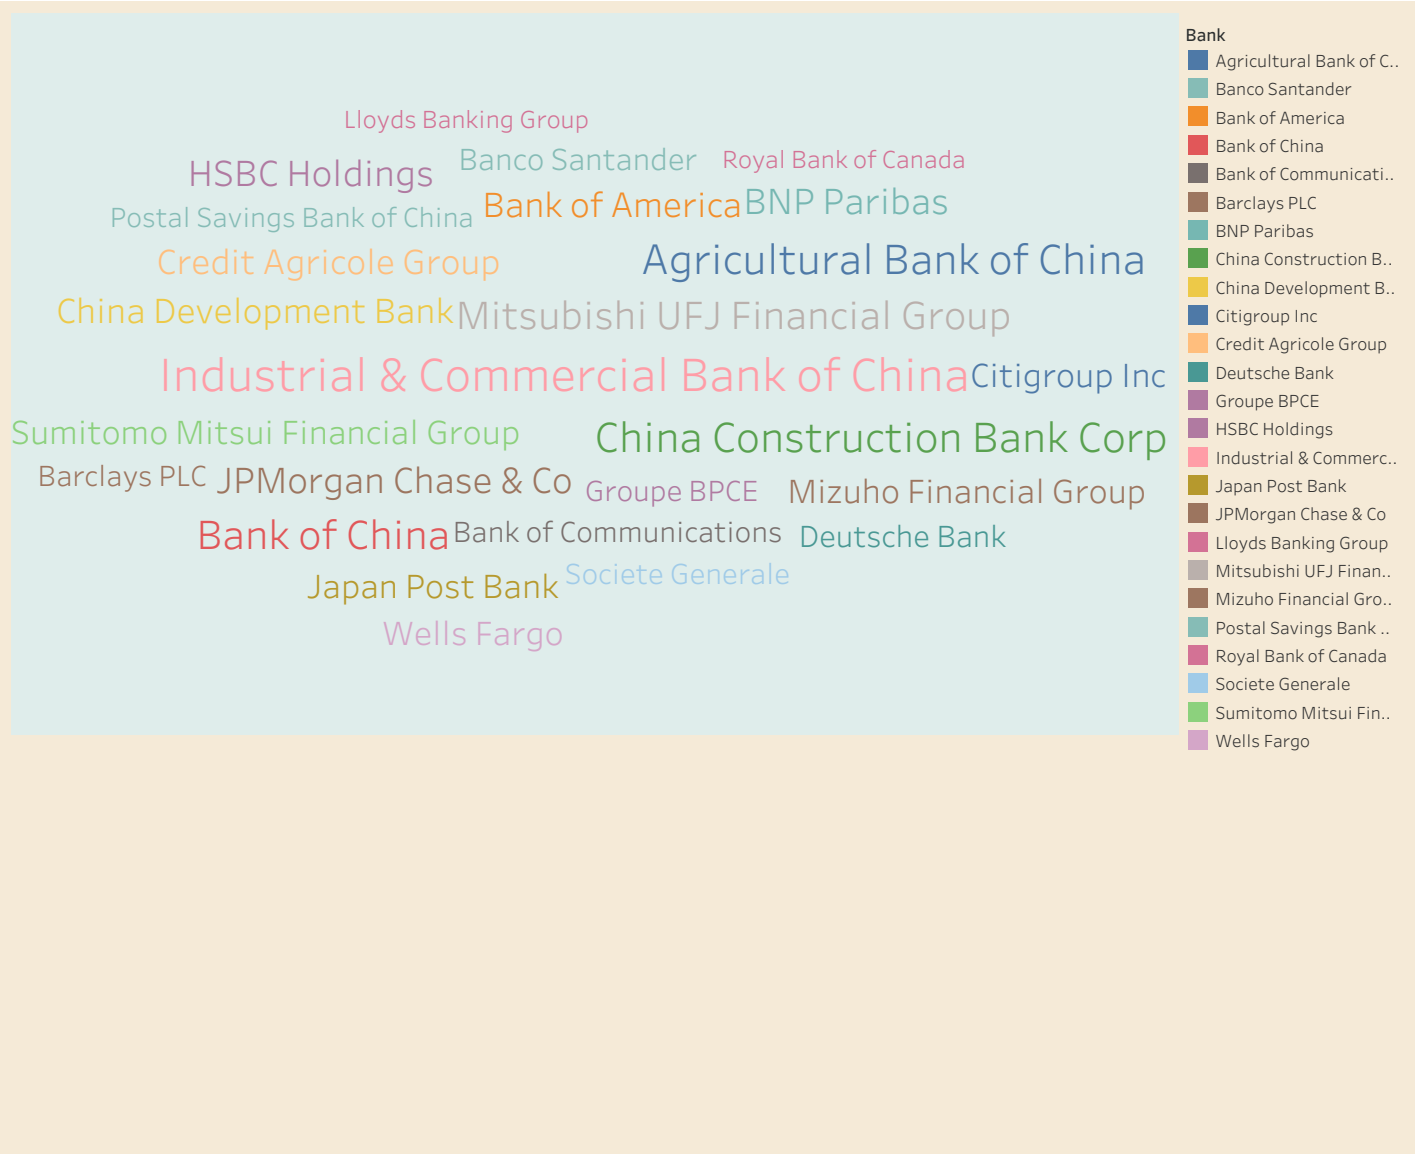 Lloyds Banking Group
HSBC Holdings
Banco Santander
Royal Bank of Canada
Postal Savings Bank of China
Bank of America
BNP Paribas
Credit Agricole Group
Agricultural Bank of China
China Development Bank
Mitsubishi UFJ Financial Group
Industrial & Commercial Bank of China
Citigroup Inc
Sumitomo Mitsui Financial Group
China Construction Bank Corp
Barclays PLC
JPMorgan Chase & Co
Groupe BPCE
Mizuho Financial Group
Bank of China
Bank of Communications
Deutsche Bank
Japan Post Bank
Societe Generale
Wells Fargo
Bank
Agricultural Bank of C..
Banco Santander
Bank of America
Bank of China
Bank of Communicati..
Barclays PLC
BNP Paribas
China Construction B..
China Development B..
Citigroup Inc
Credit Agricole Group
Deutsche Bank
Groupe BPCE
HSBC Holdings
Industrial & Commerc..
Japan Post Bank
JPMorgan Chase & Co
Lloyds Banking Group
Mitsubishi UFJ Finan..
Mizuho Financial Gro..
Postal Savings Bank ..
Royal Bank of Canada
Societe Generale
Sumitomo Mitsui Fin..
Wells Fargo